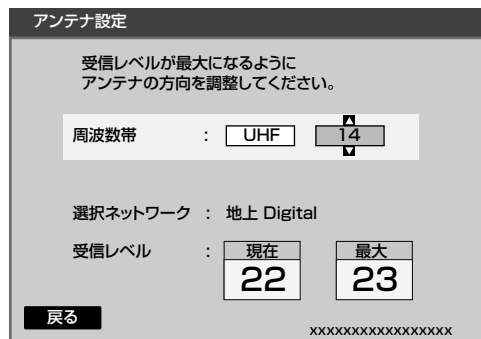 アンテナ設定
受信レベルが最大になるように
アンテナの方向を調整してください。
周波数帯 : UHF 14
選択ネットワーク : 地上 Digital
受信レベル : 現在 最大
22 23
戻る
xxxxxxxxxxxxxxxxx